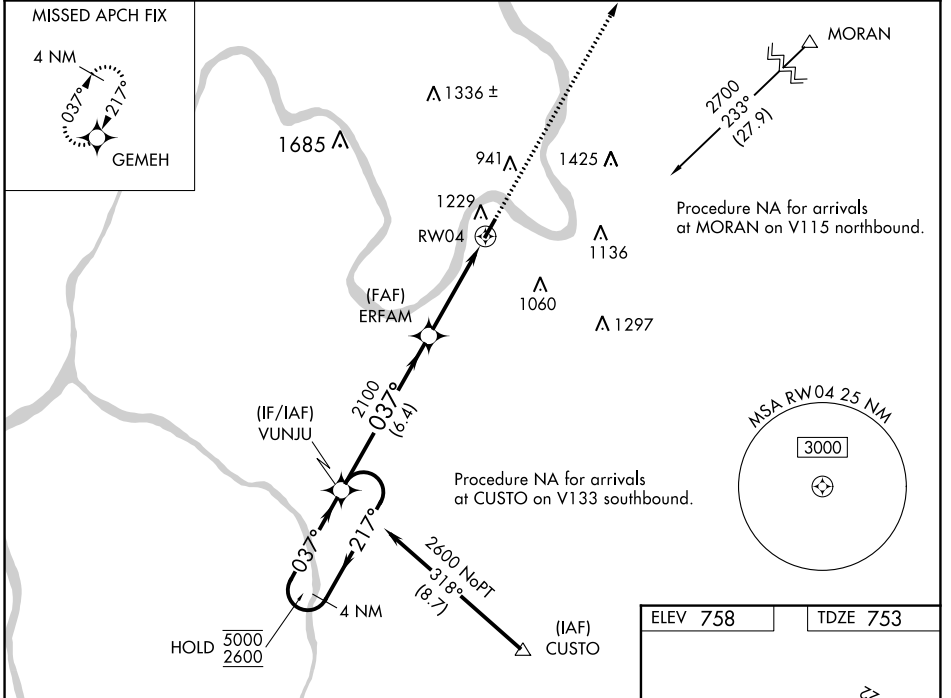 MISSED APCH FIX
4 NM
037°
217°
GEMEH
MORAN
2700
233°
(27.9)
1336 ±
1685
941
1425
1229
RW04
1136
1060
1297
Procedure NA for arrivals
at MORAN on V115 northbound.
(FAF)
ERFAM
2100
037°
(6.4)
(IF/IAF)
VUNJU
MSA RW04 25 NM
3000
Procedure NA for arrivals
at CUSTO on V133 southbound.
037°
217°
4 NM
HOLD
5000
2600
2600 NoPT
318°
(8.7)
(IAF)
CUSTO
ELEV 758
TDZE 753
22